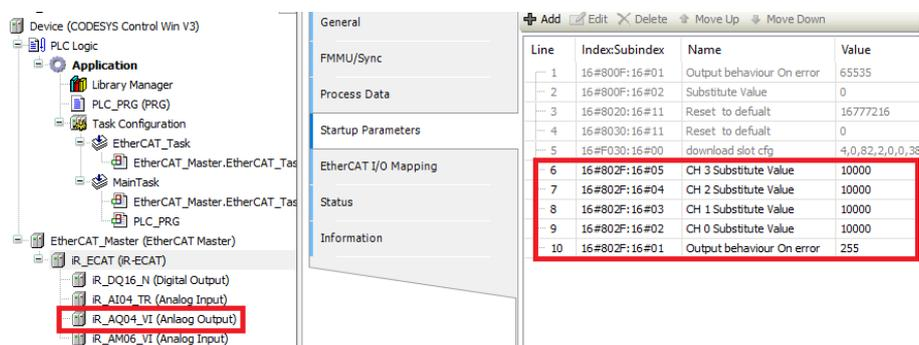 Device (CODESYS Control Win V3)
PLC Logic
Application
Library Manager
PLC_PRG (PRG)
Task Configuration
EtherCAT_Task
EtherCAT_Master.EtherCAT_Tas
MainTask
EtherCAT_Master.EtherCAT_Tas
PLC_PRG
EtherCAT_Master (EtherCAT Master)
iR_ECAT (iR-ECAT)
iR_DQ16_N (Digital Output)
iR_AI04_TR (Analog Input)
iR_AQ04_VI (Anlaog Output)
iR_AM06_VI (Analog Input)
General
FMMU/Sync
Process Data
Startup Parameters
EtherCAT I/O Mapping
Status
Information
Add Edit Delete Move Up Move Down
Line Index:Subindex Name Value
1 16#800F:16#01 Output behaviour On error 65535
2 16#800F:16#02 Substitute Value 0
3 16#8020:16#11 Reset to defualt 16777216
4 16#8030:16#11 Reset to defualt 0
5 16#F030:16#00 download slot cfg 4,0,82,2,0,0,38
6 16#802F:16#05 CH 3 Substitute Value 10000
7 16#802F:16#04 CH 2 Substitute Value 10000
8 16#802F:16#03 CH 1 Substitute Value 10000
9 16#802F:16#02 CH 0 Substitute Value 10000
10 16#802F:16#01 Output behaviour On error 255